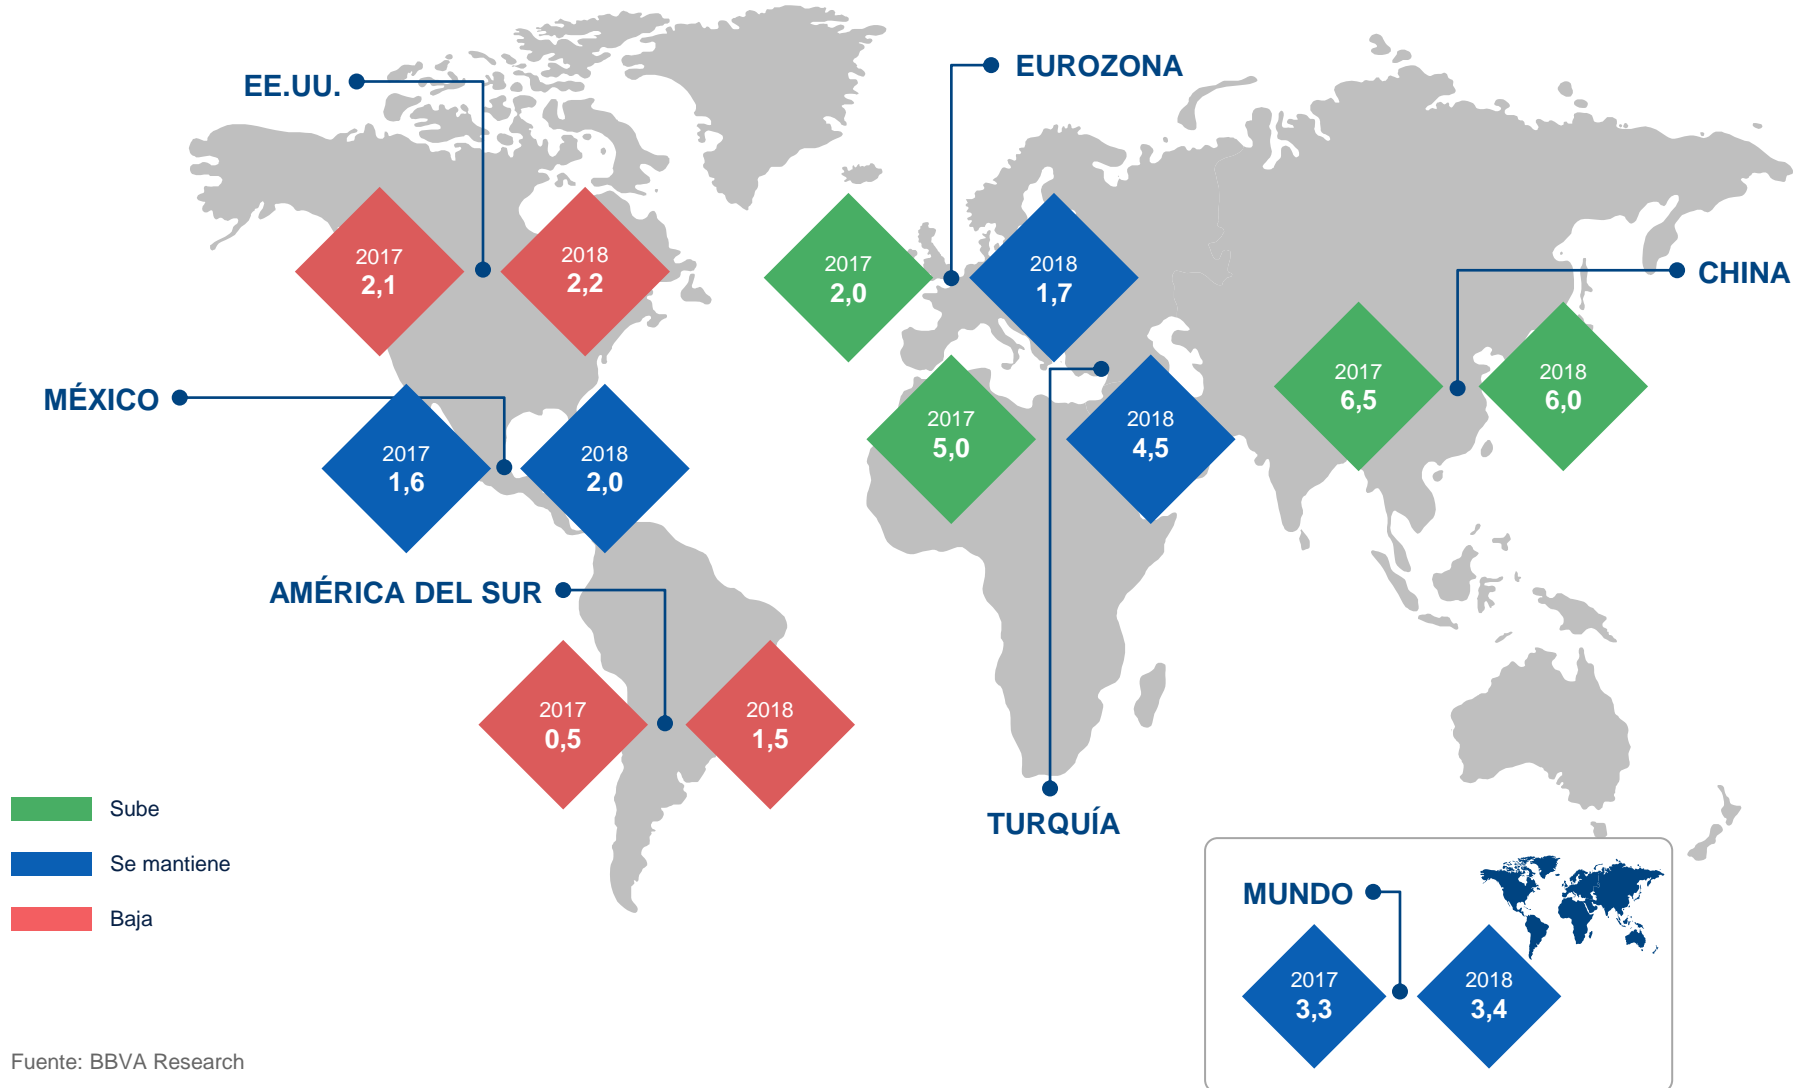 EE.UU.
2017
2,1
2018
2,2
MÉXICO
2017
1,6
2018
2,0
AMÉRICA DEL SUR
2017
0,5
2018
1,5
EUROZONA
2017
2,0
2018
1,7
2017
5,0
2018
4,5
TURQUÍA
CHINA
2017
6,5
2018
6,0
Sube
Se mantiene
Baja
MUNDO
2017
3,3
2018
3,4
Fuente: BBVA Research